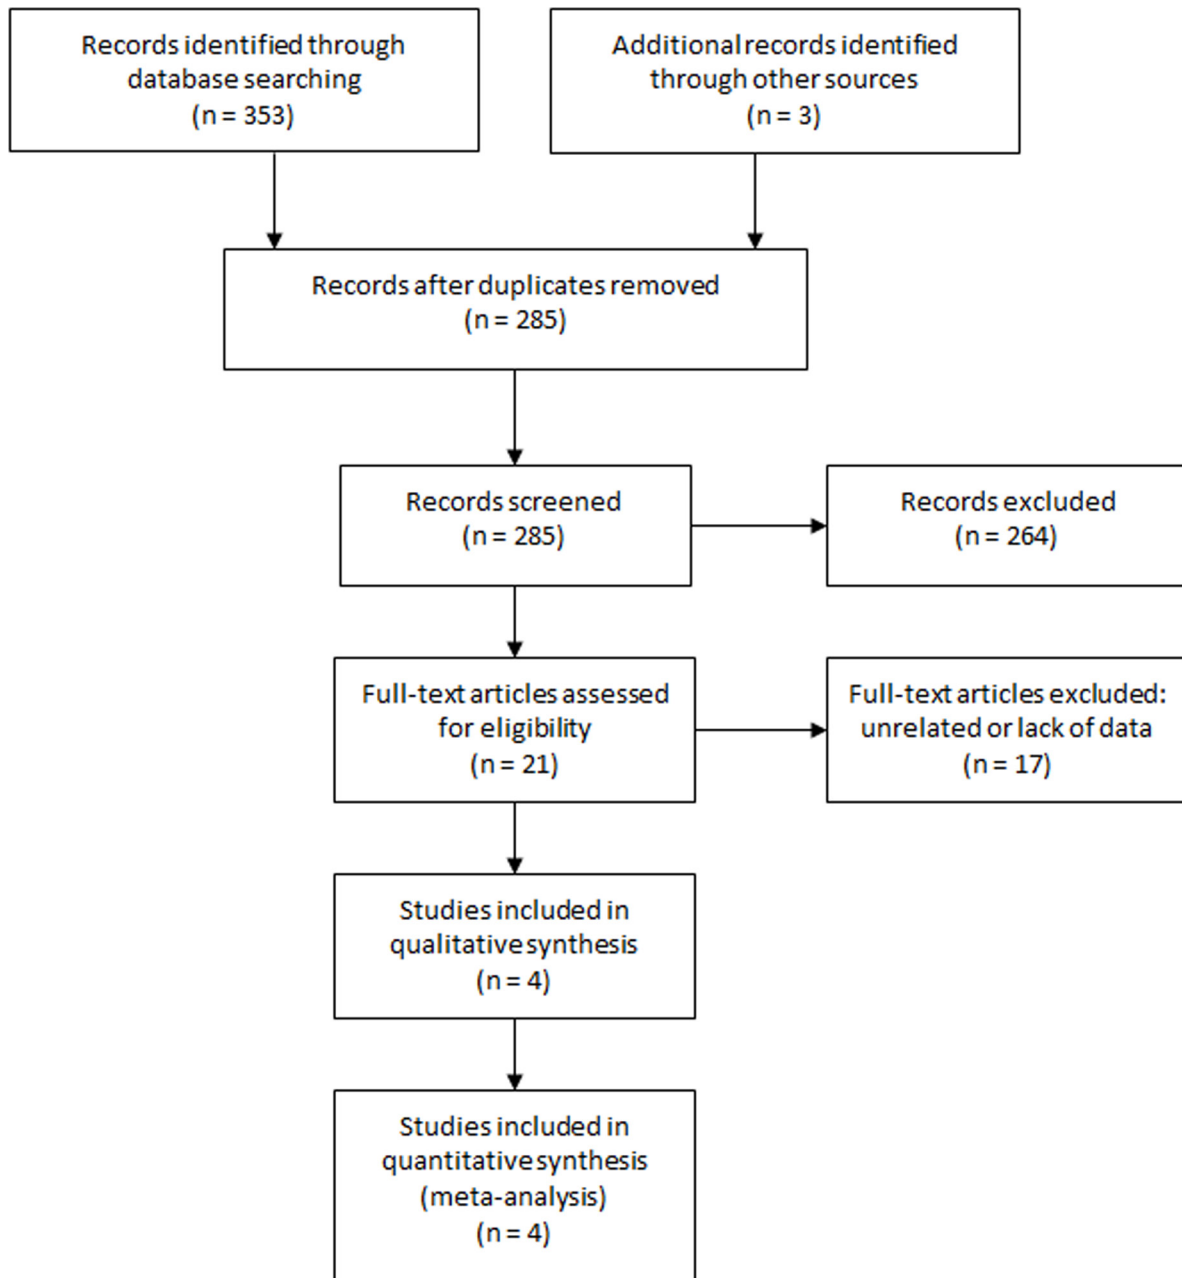 Records identified through
database searching
(n = 353)
Additional records identified
through other sources
(n = 3)
Records after duplicates removed
(n = 285)
Records screened
(n = 285)
Records excluded
(n = 264)
Full-text articles assessed
for eligibility
(n = 21)
Full-text articles excluded:
unrelated or lack of data
(n = 17)
Studies included in
qualitative synthesis
(n = 4)
Studies included in
quantitative synthesis
(meta-analysis)
(n = 4)